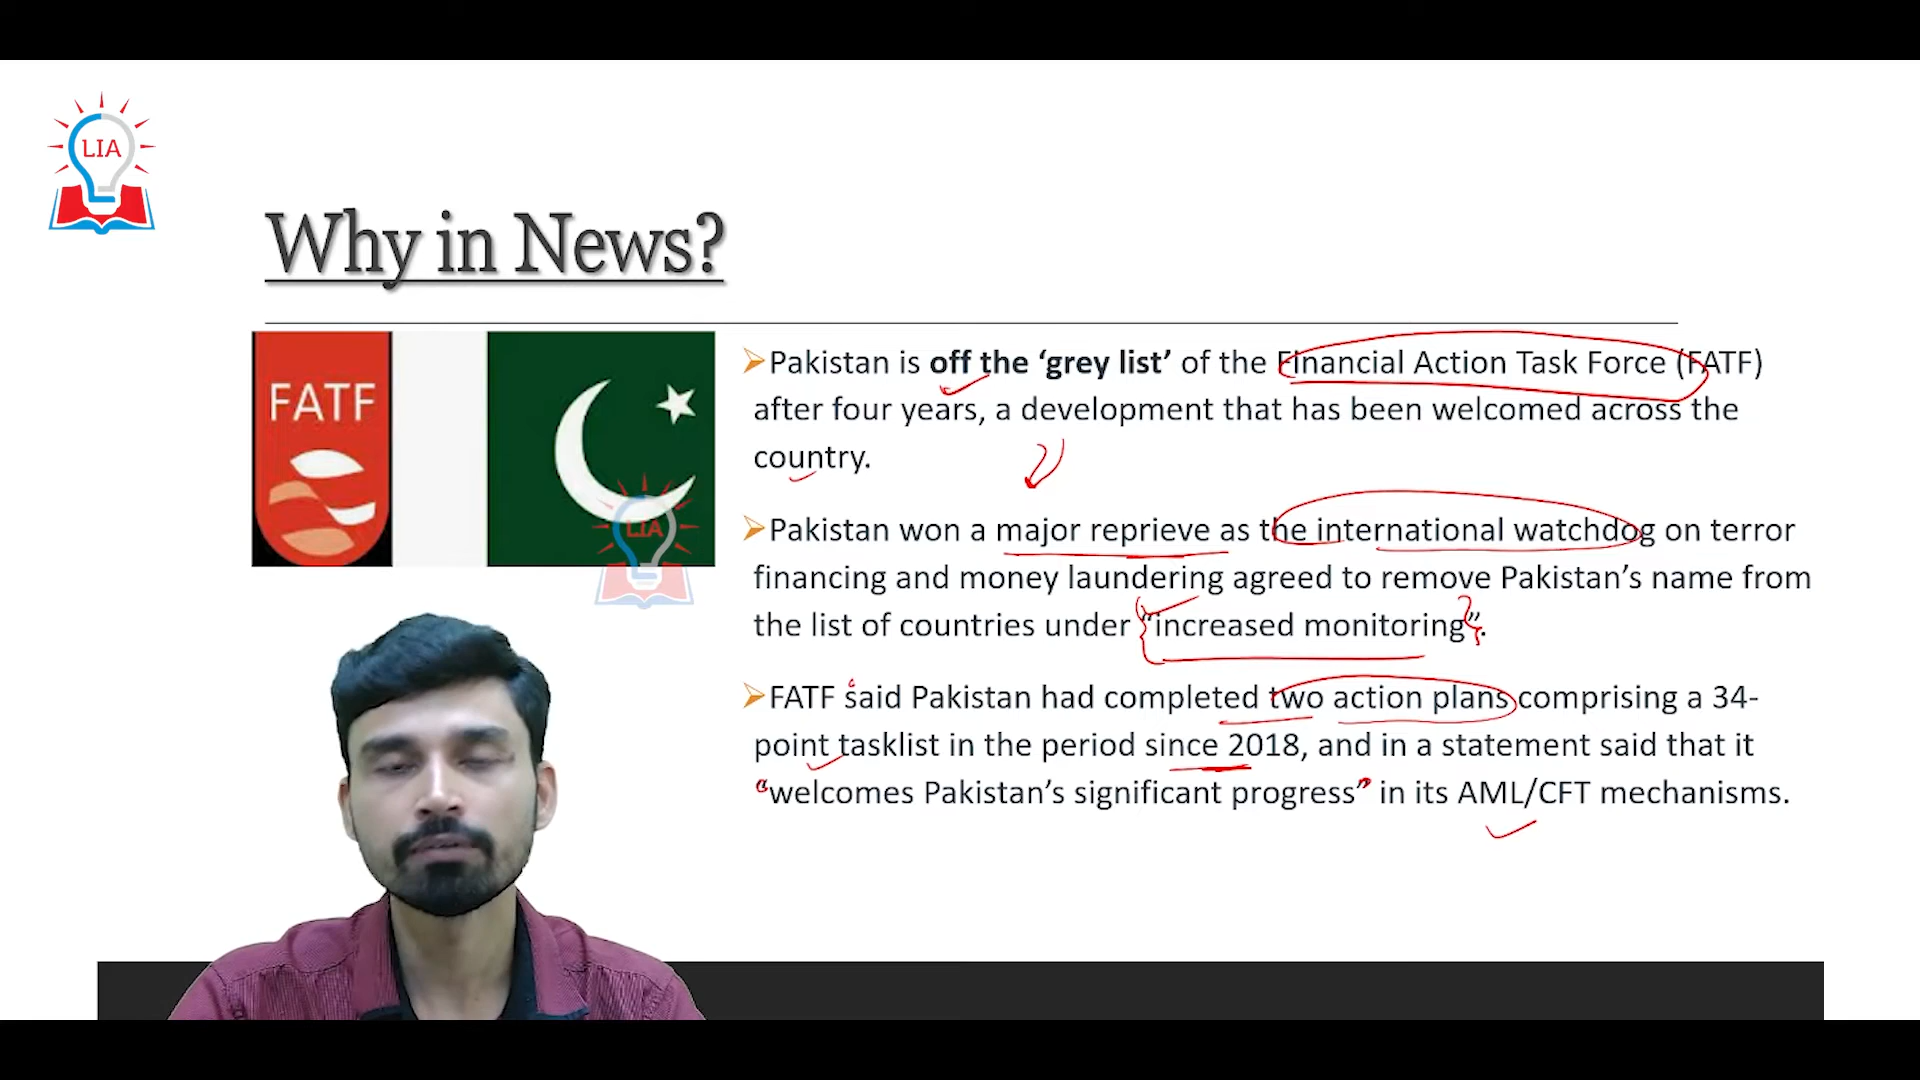 LIA
Why in News?
FATF
➢Pakistan is off the ‘grey list’ of the Financial Action Task Force (FATF)
after four years, a development that has been welcomed across the
country.
LIA
➢Pakistan won a major reprieve as the international watchdog on terror
financing and money laundering agreed to remove Pakistan’s name from
the list of countries under “increased monitoring”.
➢FATF said Pakistan had completed two action plans comprising a 34-
point tasklist in the period since 2018, and in a statement said that it
“welcomes Pakistan’s significant progress” in its AML/CFT mechanisms.